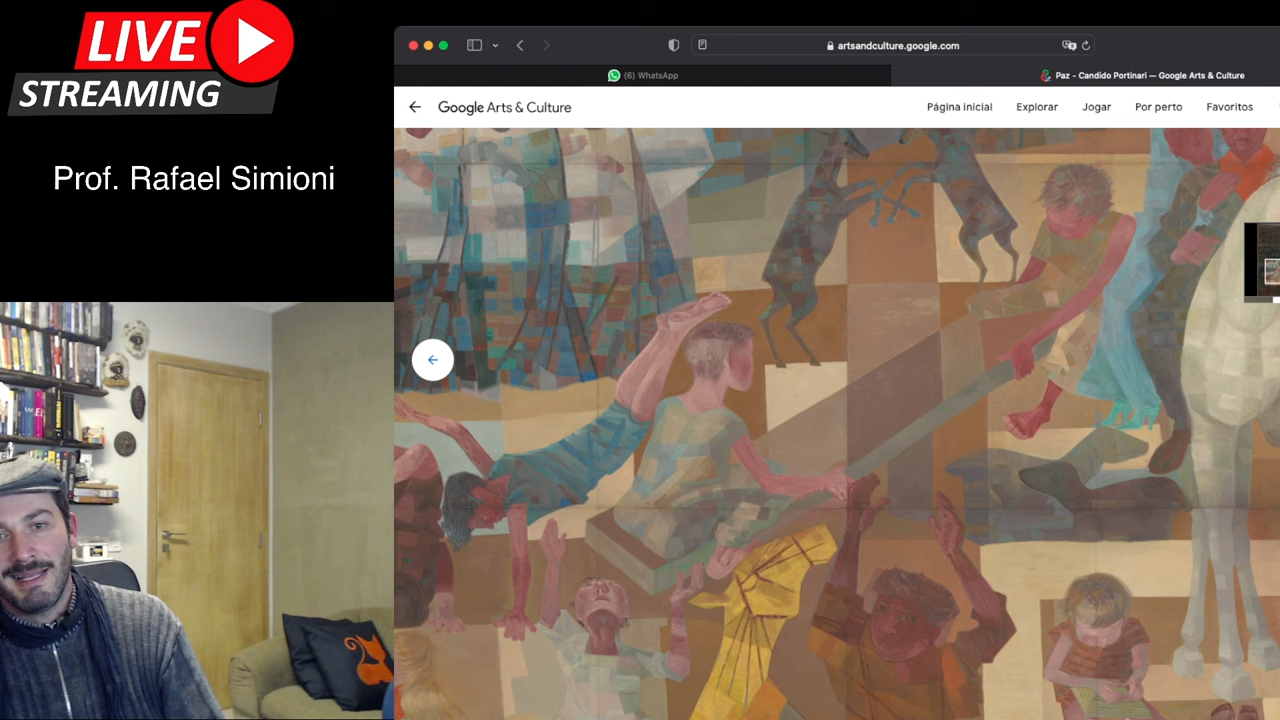 LIVE
STREAMING
Prof. Rafael Simioni
artsandculture.google.com
(6) WhatsApp
Paz - Candido Portinari — Google Arts & Culture
Google Arts & Culture
Página inicial
Explorar
Jogar
Por perto
Favoritos